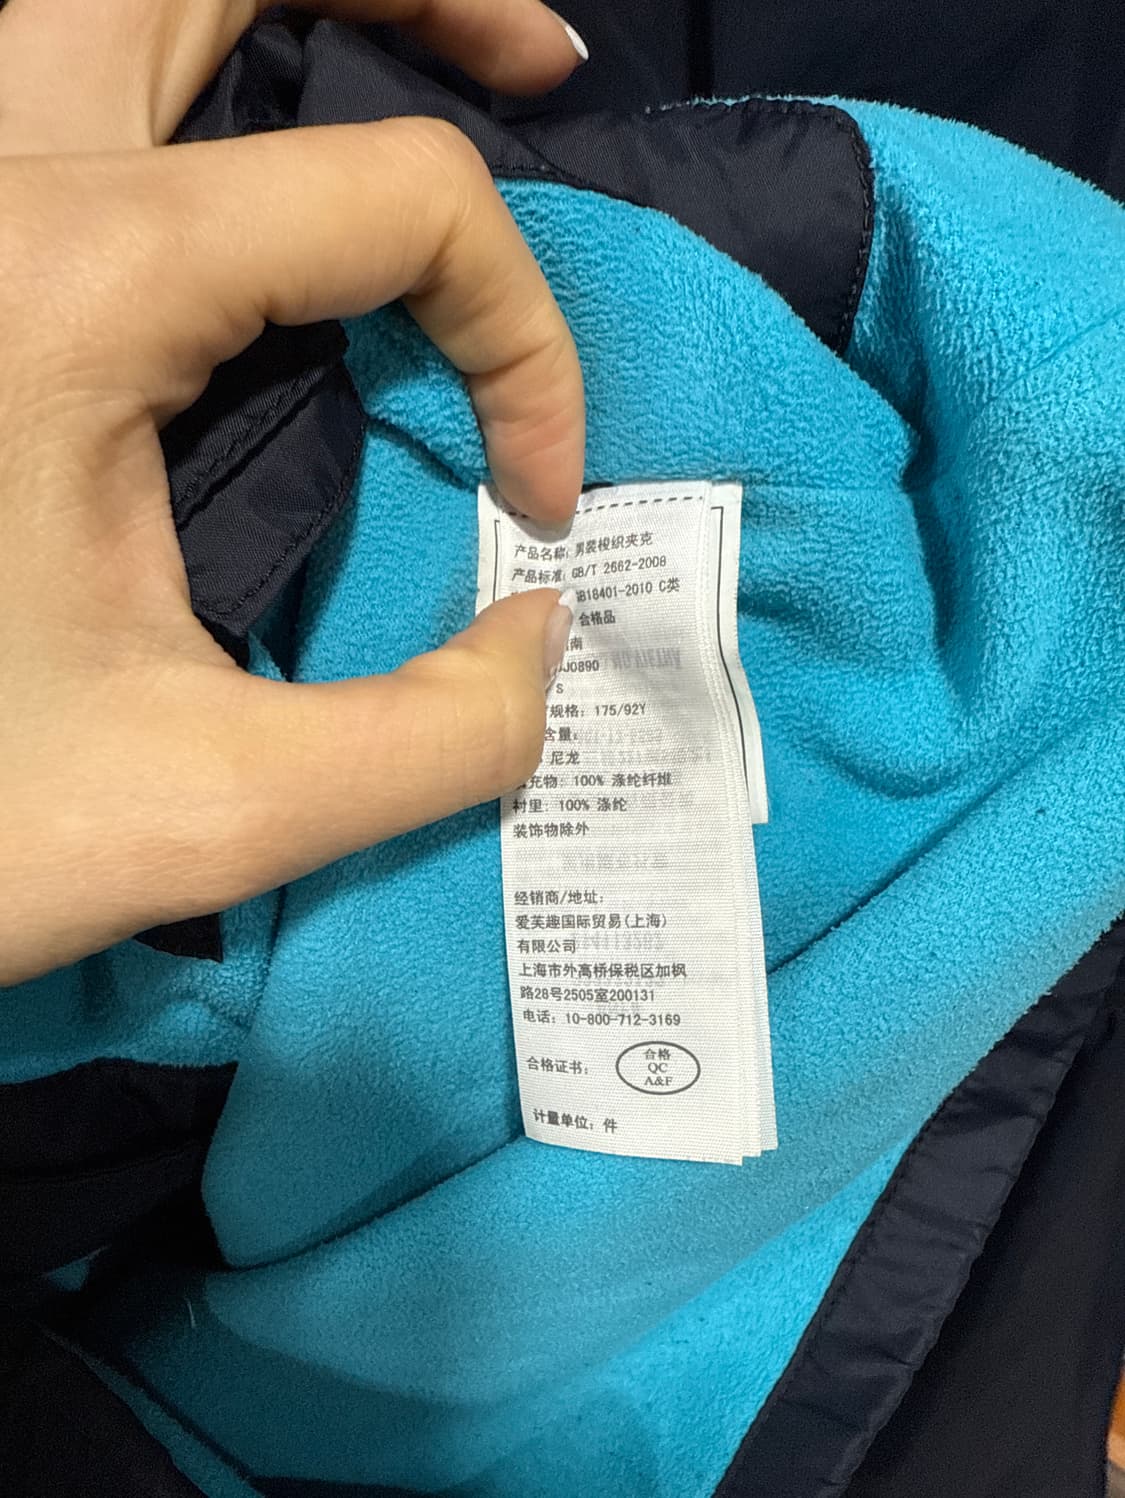 产品名称: 男装梭织夹克
产品标准: GB/T 2662-2008
GB18401-2010 C类
合格品
南
J0890
S
规格: 175/92Y
含量:
尼龙
充物: 100% 涤纶纤维
衬里: 100% 涤纶
装饰物除外
经销商/地址:
爱芙趣国际贸易(上海)
有限公司
上海市外高桥保税区加枫
路28号2505室200131
电话: 10-800-712-3169
合格证书:
合格
QC
A&F
计量单位: 件